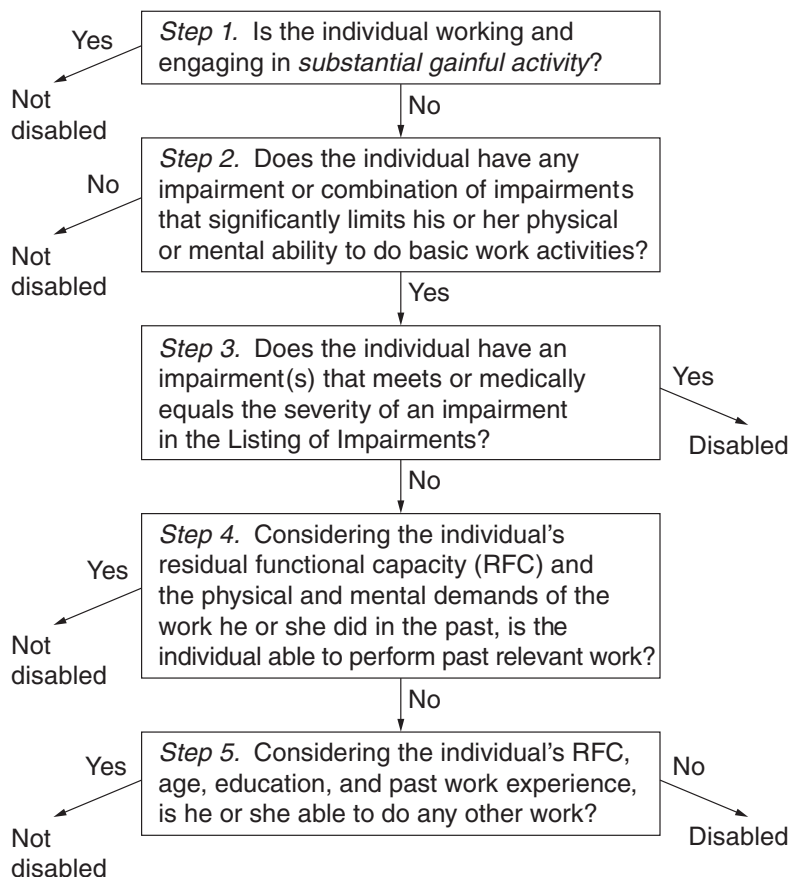 Step 1. Is the individual working and
engaging in substantial gainful activity?
Yes
Not
disabled
No
Step 2. Does the individual have any
impairment or combination of impairments
that significantly limits his or her physical
or mental ability to do basic work activities?
No
Not
disabled
Yes
Step 3. Does the individual have an
impairment(s) that meets or medically
equals the severity of an impairment
in the Listing of Impairments?
Yes
Disabled
No
Step 4. Considering the individual's
residual functional capacity (RFC) and
the physical and mental demands of the
work he or she did in the past, is the
individual able to perform past relevant work?
Yes
Not
disabled
No
Step 5. Considering the individual's RFC,
age, education, and past work experience,
is he or she able to do any other work?
Yes
Not
disabled
No
Disabled